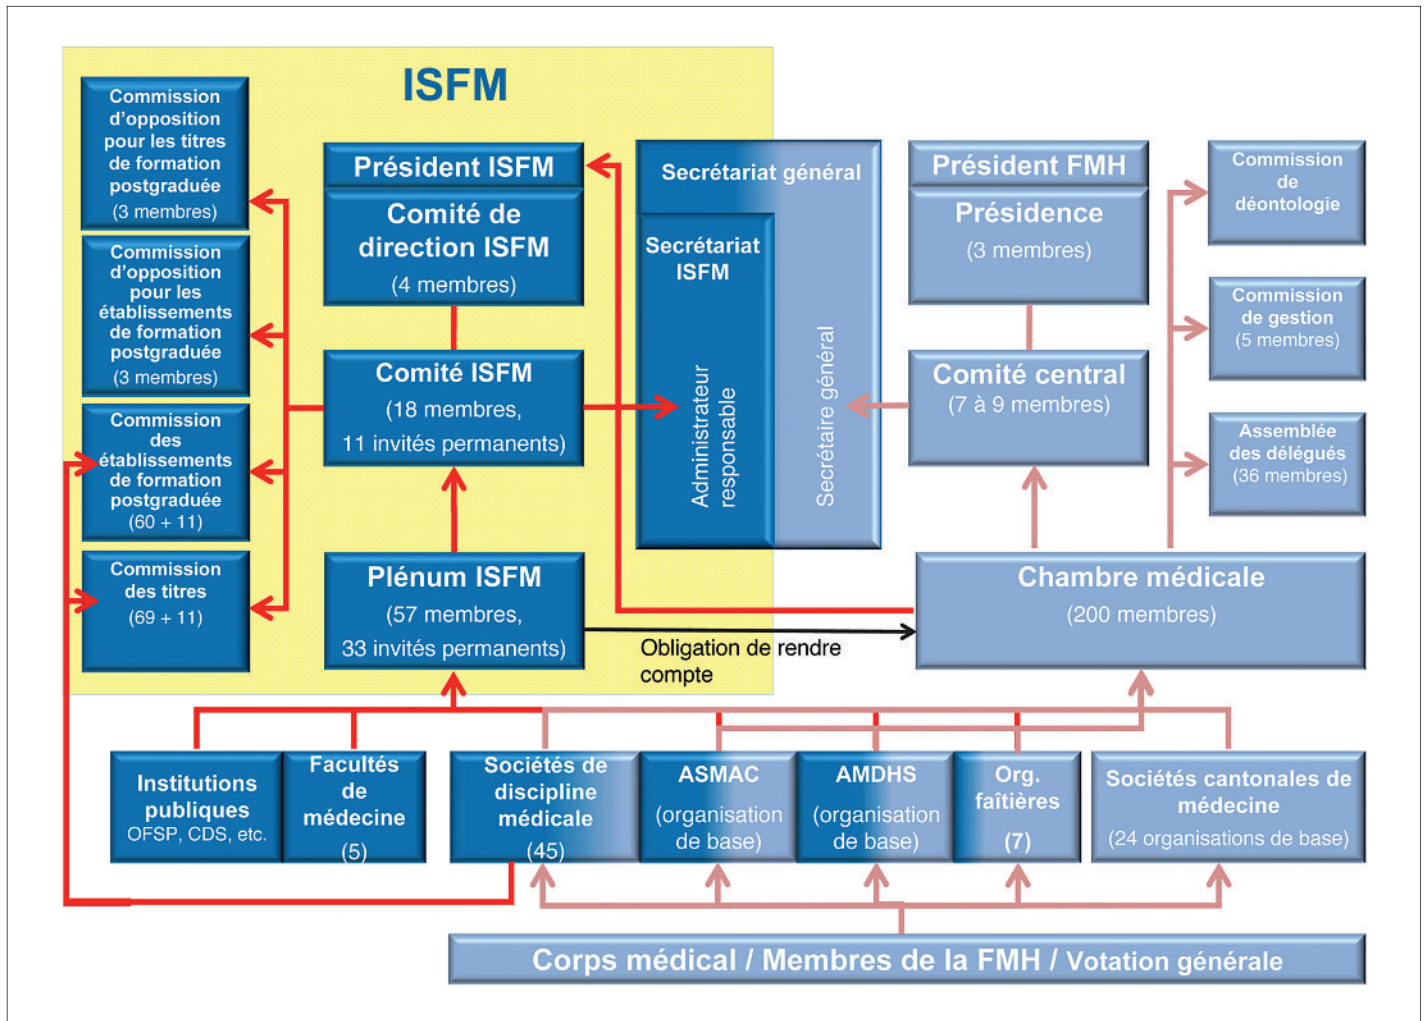 ISFM
Commission
d'opposition
pour les titres
de formation
postgraduée
(3 membres)
Commission
d'opposition
pour les
établissements
de formation
postgraduée
(3 membres)
Commission
des
établissements
de formation
postgraduée
(60 + 11)
Commission
des titres
(69 + 11)
Président ISFM
Comité de
direction ISFM
(4 membres)
Comité ISFM
(18 membres,
11 invités permanents)
Plénum ISFM
(57 membres,
33 invités permanents)
Secrétariat général
Secrétariat
ISFM
Administrateur
responsable
Secrétaire général
Président FMH
Présidence
(3 membres)
Comité central
(7 à 9 membres)
Commission
de
déontologie
Commission
de gestion
(5 membres)
Assemblée
des délégués
(36 membres)
Chambre médicale
(200 membres)
Obligation de rendre
compte
Institutions
publiques
OFSP, CDS, etc.
Facultés
de
médecine
(5)
Sociétés de
discipline
médicale
(45)
ASMAC
(organisation
de base)
AMDHS
(organisation
de base)
Org.
faîtières
(7)
Sociétés cantonales de
médecine
(24 organisations de base)
Corps médical / Membres de la FMH / Votation générale